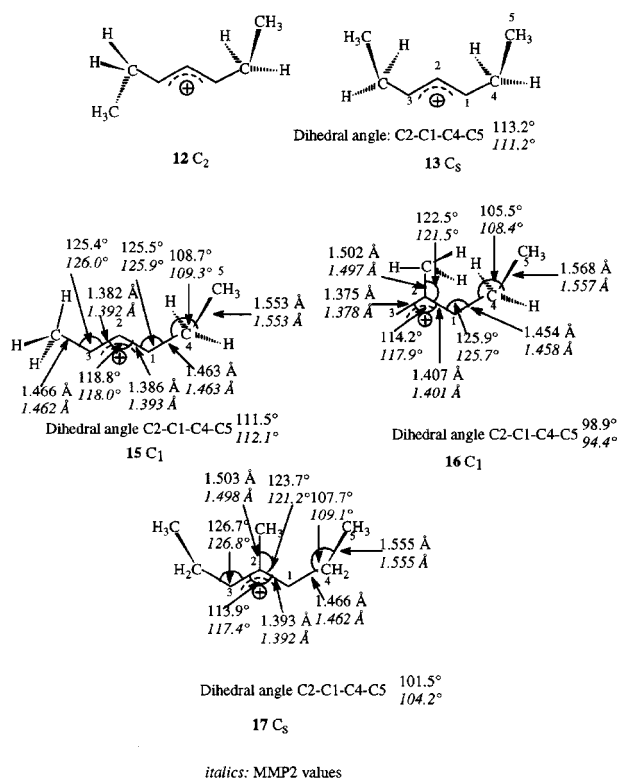 CH₃
5
H₃C
H
H
H
H
C
C
2
H
H
C
C
H₃C
⊕
3
⊕
1
4
H
H
12 C₂
Dihedral angle: C2-C1-C4-C5 113.2°
111.2°
13 Cₛ
125.4° 125.5° 108.7°
126.0° 125.9° 109.3° 5
CH₃
H
1.382 Å
1.392 Å
H
1.553 Å
1.553 Å
H
C
2
C
H
H
3
⊕
1
4
1.466 Å 118.8° 1.386 Å 1.463 Å
1.462 Å 118.0° 1.393 Å 1.463 Å
Dihedral angle C2-C1-C4-C5 111.5°
112.1°
15 C₁
122.5° 105.5°
121.5° 108.4°
1.502 Å H CH₃
1.497 Å H C H 5
1.568 Å
1.557 Å
1.375 Å 2 H C H
1.378 Å 3 ⊕ 1 4
114.2° 125.9° 1.454 Å
117.9° 125.7° 1.458 Å
1.407 Å
1.401 Å
Dihedral angle C2-C1-C4-C5 98.9°
94.4°
16 C₁
1.503 Å 123.7°
1.498 Å 121.2° 107.7°
109.1°
H₃C 126.7° CH₃ CH₃
126.8° 5
1.555 Å
1.555 Å
H₂C 2 1 CH₂
3 ⊕ 4
113.9° 1.393 Å 1.466 Å
117.4° 1.392 Å 1.462 Å
Dihedral angle C2-C1-C4-C5 101.5°
104.2°
17 Cₛ
italics: MMP2 values